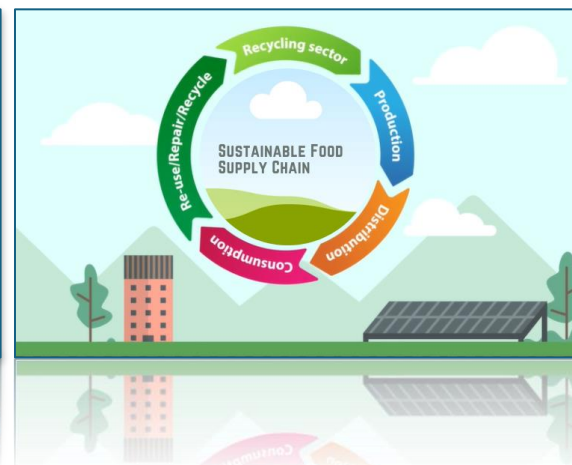 Recycling sector
Production
Distribution
Consumption
Re-use/Repair/Recycle
SUSTAINABLE FOOD
SUPPLY CHAIN